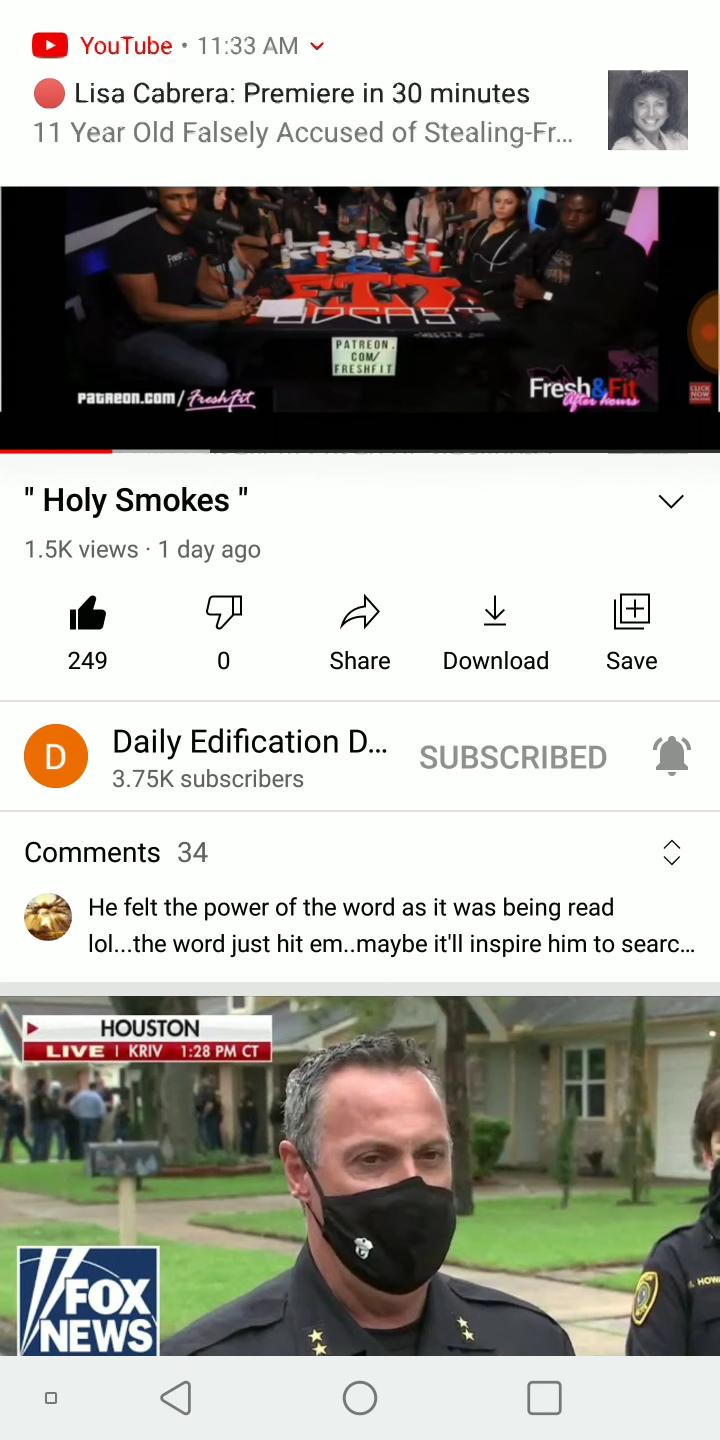 YouTube • 11:33 AM
🔴 Lisa Cabrera: Premiere in 30 minutes
11 Year Old Falsely Accused of Stealing-Fr...
FIT
PATREON.
COM/
FRESHFIT
PATREON.COM/FreshFit
Fresh&Fit
After hours
CLICK
NOW
" Holy Smokes "
1.5K views · 1 day ago
249
0
Share
Download
Save
D
Daily Edification D...
3.75K subscribers
SUBSCRIBED
Comments 34
He felt the power of the word as it was being read
lol...the word just hit em..maybe it'll inspire him to searc...
HOUSTON
LIVE | KRIV 1:28 PM CT
FOX
NEWS